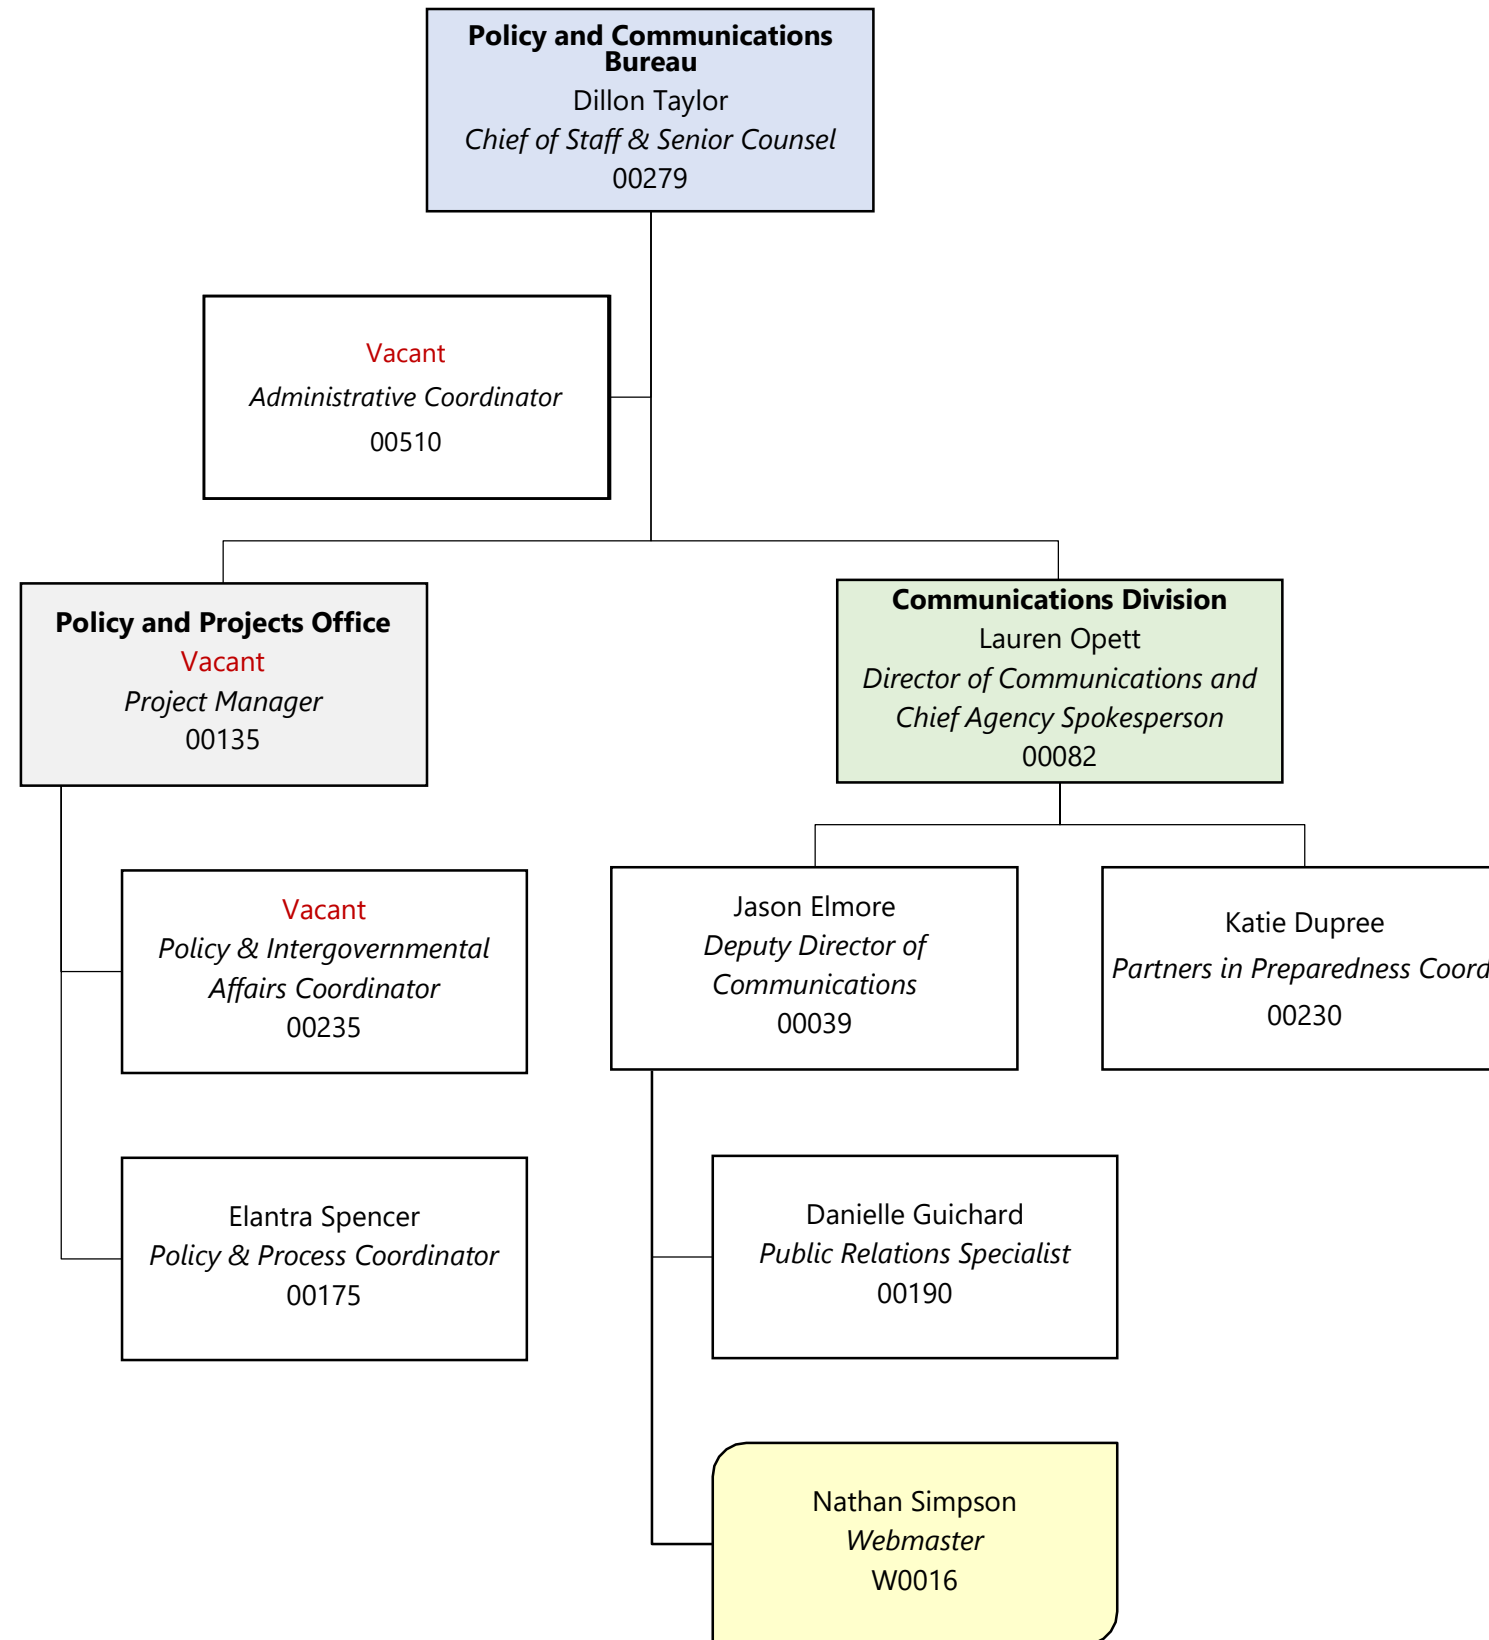 Policy and Communications
Bureau
Dillon Taylor
Chief of Staff & Senior Counsel
00279
Vacant
Administrative Coordinator
00510
Policy and Projects Office
Vacant
Project Manager
00135
Communications Division
Lauren Opett
Director of Communications and
Chief Agency Spokesperson
00082
Vacant
Policy & Intergovernmental
Affairs Coordinator
00235
Jason Elmore
Deputy Director of
Communications
00039
Katie Dupree
Partners in Preparedness Coord
00230
Elantra Spencer
Policy & Process Coordinator
00175
Danielle Guichard
Public Relations Specialist
00190
Nathan Simpson
Webmaster
W0016